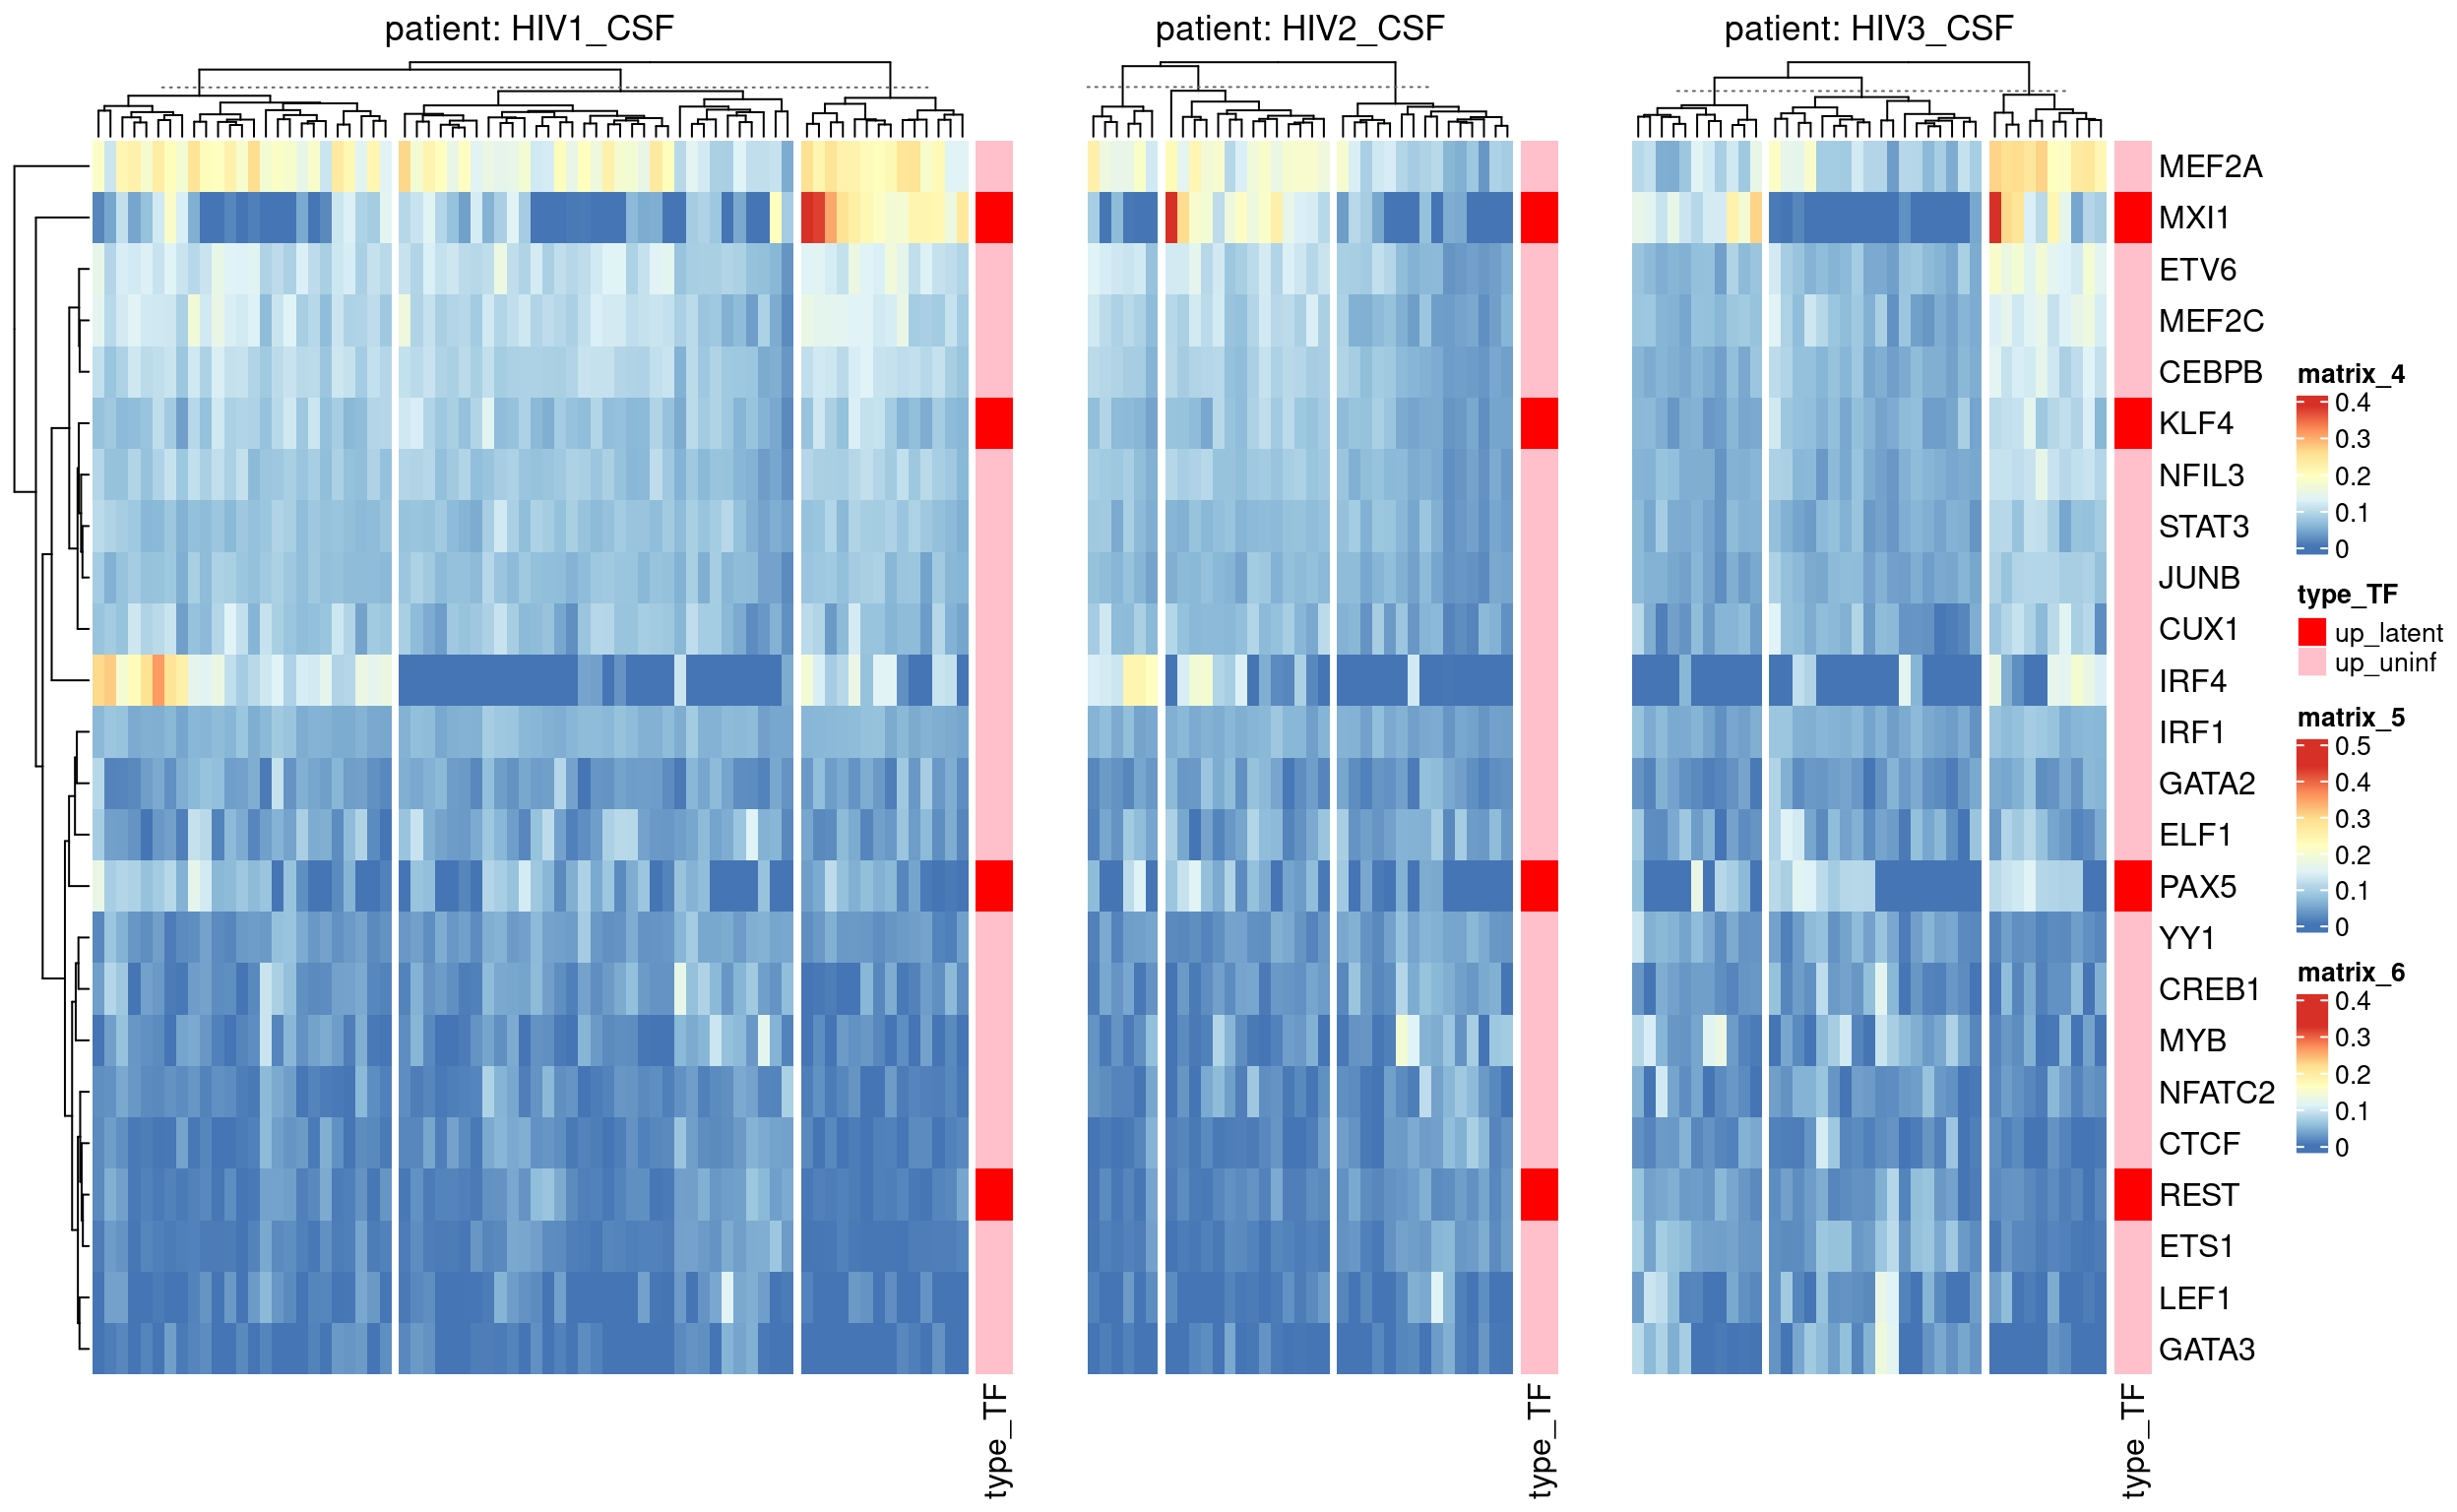 patient: HIV1_CSF
patient: HIV2_CSF
patient: HIV3_CSF
MEF2A
MXI1
ETV6
MEF2C
CEBPB
KLF4
NFIL3
STAT3
JUNB
CUX1
IRF4
IRF1
GATA2
ELF1
PAX5
YY1
CREB1
MYB
NFATC2
CTCF
REST
ETS1
LEF1
GATA3
type_TF
type_TF
type_TF
matrix_4
0.4
0.3
0.2
0.1
0
type_TF
up_latent
up_uninf
matrix_5
0.5
0.4
0.3
0.2
0.1
0
matrix_6
0.4
0.3
0.2
0.1
0